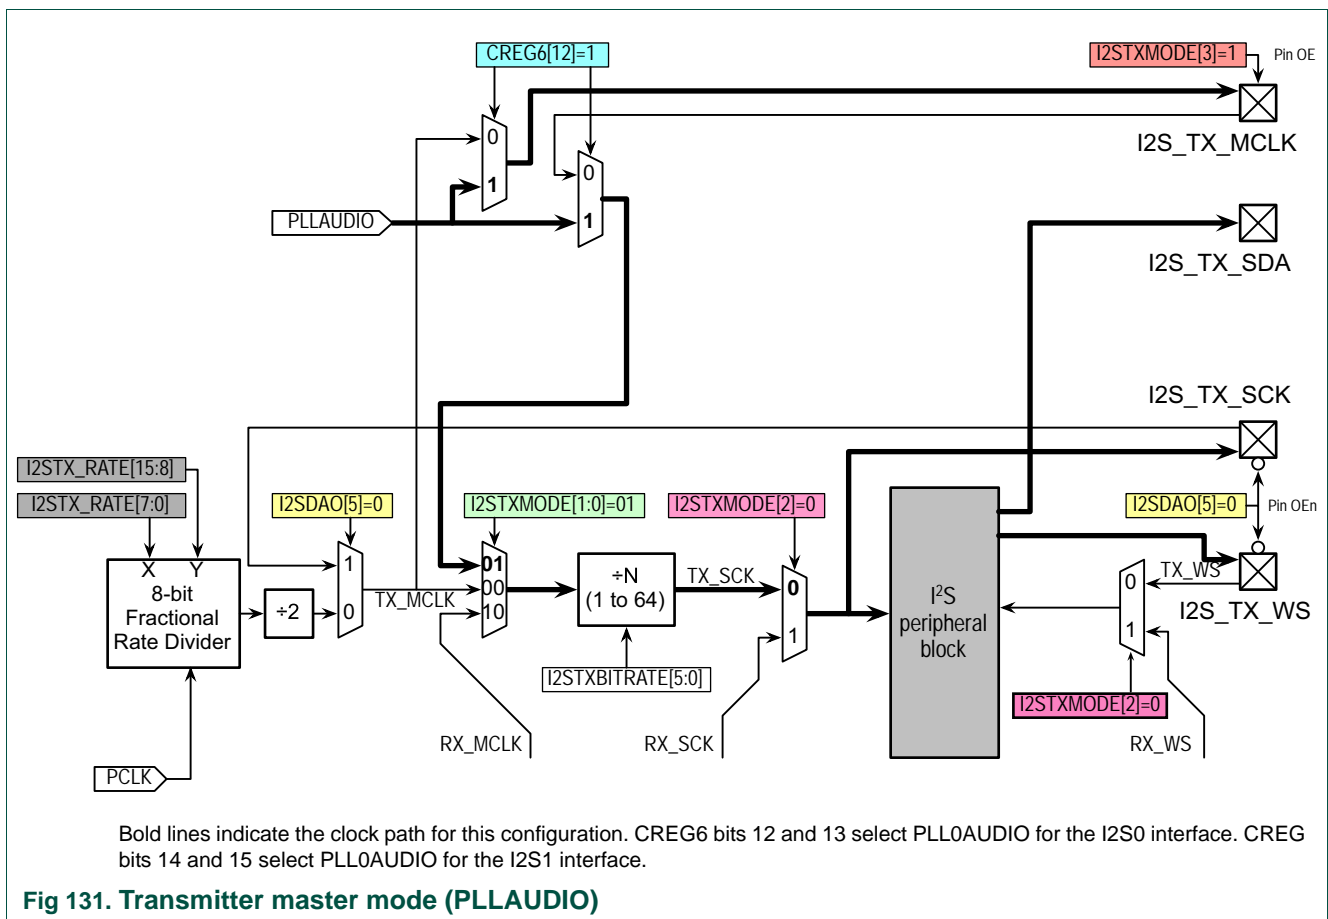 CREG6[12]=1
I2STXMODE[3]=1
Pin OE
0
I2S_TX_MCLK
0
1
PLLAUDIO
1
I2S_TX_SDA
I2S_TX_SCK
I2STX_RATE[15:8]
I2STX_RATE[7:0]
I2SDAO[5]=0
I2STXMODE[1:0]=01
I2STXMODE[2]=0
I2SDAO[5]=0
Pin OEn
X Y
8-bit
Fractional
Rate Divider
÷2
1
0
TX_MCLK
01
00
10
÷N
(1 to 64)
TX_SCK
0
1
I2STXBITRATE[5:0]
I²S
peripheral
block
0
1
TX_WS
I2S_TX_WS
I2STXMODE[2]=0
RX_MCLK
RX_SCK
RX_WS
PCLK
Bold lines indicate the clock path for this configuration. CREG6 bits 12 and 13 select PLL0AUDIO for the I2S0 interface. CREG
bits 14 and 15 select PLL0AUDIO for the I2S1 interface.
Fig 131. Transmitter master mode (PLLAUDIO)